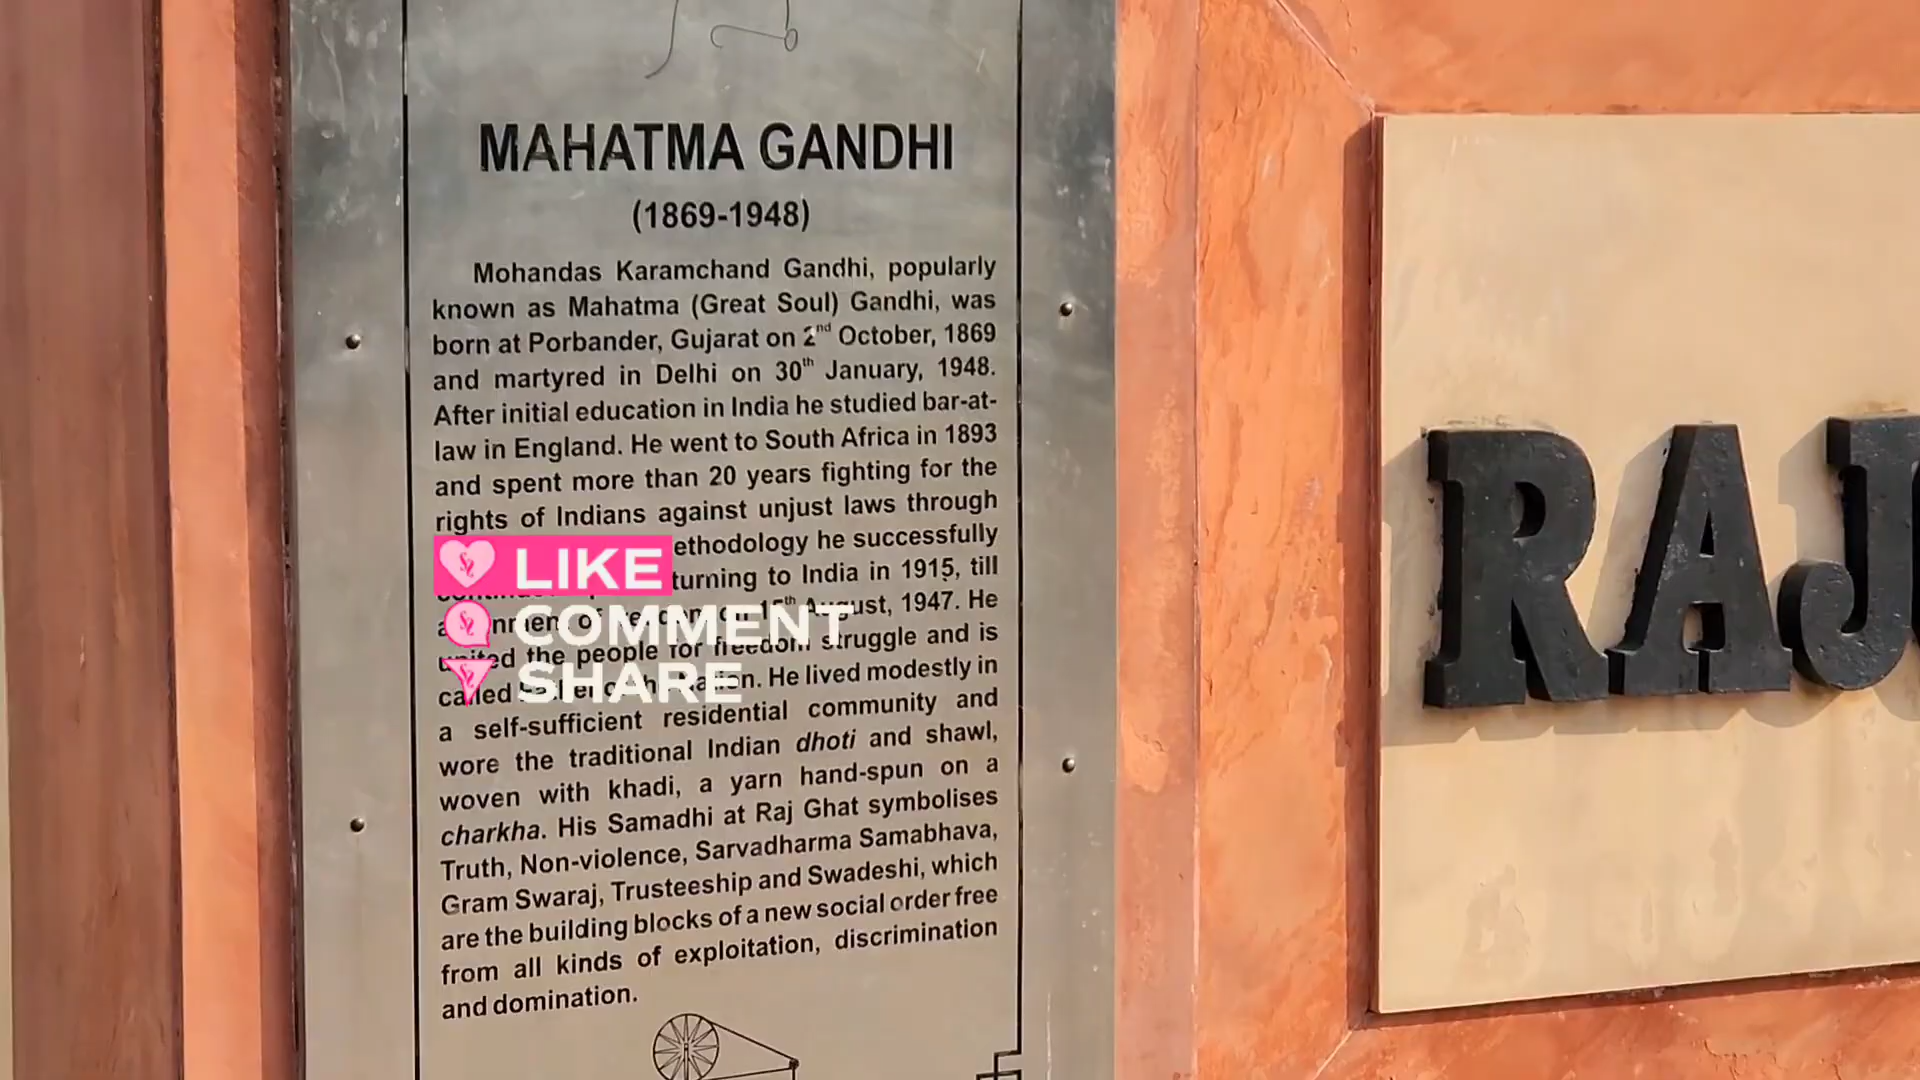 MAHATMA GANDHI
(1869-1948)
Mohandas Karamchand Gandhi, popularly
known as Mahatma (Great Soul) Gandhi, was
born at Porbander, Gujarat on 2nd October, 1869
and martyred in Delhi on 30th January, 1948.
After initial education in India he studied bar-at-
law in England. He went to South Africa in 1893
and spent more than 20 years fighting for the
rights of Indians against unjust laws through
he successfully
to India in 1915, till
15th August, 1947. He
united the people for freedom struggle and is
called Nation. He lived modestly in
a self-sufficient residential community and
wore the traditional Indian dhoti and shawl,
woven with khadi, a yarn hand-spun on a
charkha. His Samadhi at Raj Ghat symbolises
Truth, Non-violence, Sarvadharma Samabhava,
Gram Swaraj, Trusteeship and Swadeshi, which
are the building blocks of a new social order free
from all kinds of exploitation, discrimination
and domination.
LIKE
COMMENT
SHARE
RAJ